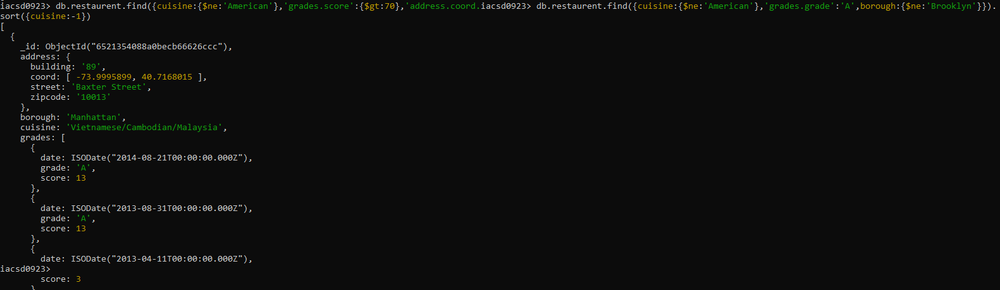 iacsd0923> db.restaurent.find({cuisine:{$ne:'American'},'grades.score':{$gt:70},'address.coord.iacsd0923> db.restaurent.find({cuisine:{$ne:'American'},'grades.grade':'A',borough:{$ne:'Brooklyn'}}).
sort({cuisine:-1})
[
  {
    _id: ObjectId("6521354088a0becb66626ccc"),
    address: {
      building: '89',
      coord: [ -73.9995899, 40.7168015 ],
      street: 'Baxter Street',
      zipcode: '10013'
    },
    borough: 'Manhattan',
    cuisine: 'Vietnamese/Cambodian/Malaysia',
    grades: [
      {
        date: ISODate("2014-08-21T00:00:00.000Z"),
        grade: 'A',
        score: 13
      },
      {
        date: ISODate("2013-08-31T00:00:00.000Z"),
        grade: 'A',
        score: 13
      },
      {
        date: ISODate("2013-04-11T00:00:00.000Z"),
iacsd0923>
        score: 3
      }